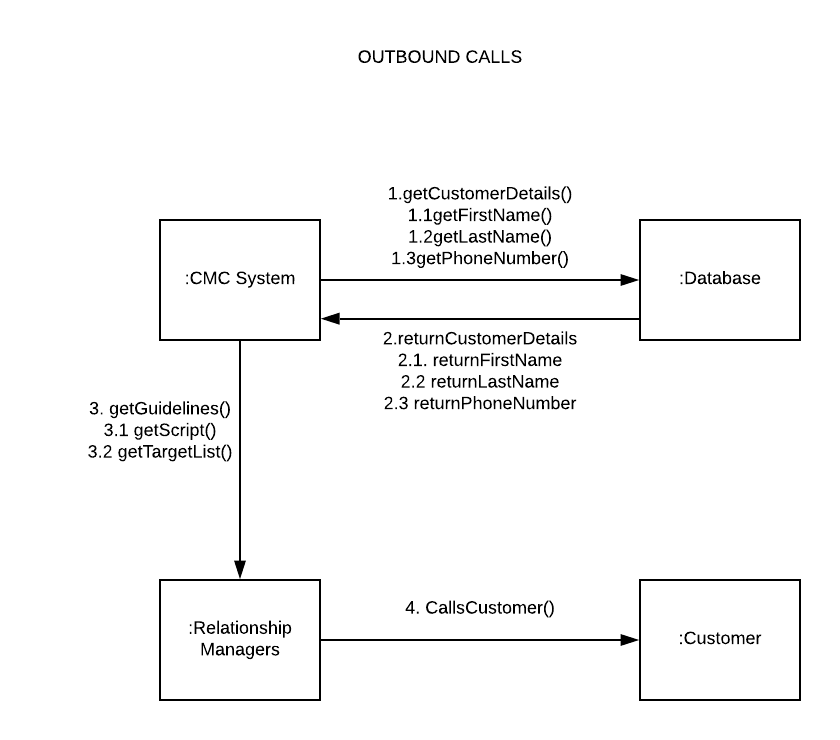 OUTBOUND CALLS
1.getCustomerDetails()
1.1getFirstName()
1.2getLastName()
1.3getPhoneNumber()
:CMC System
:Database
2.returnCustomerDetails
2.1. returnFirstName
2.2 returnLastName
2.3 returnPhoneNumber
3. getGuidelines()
3.1 getScript()
3.2 getTargetList()
4. CallsCustomer()
:Relationship
Managers
:Customer